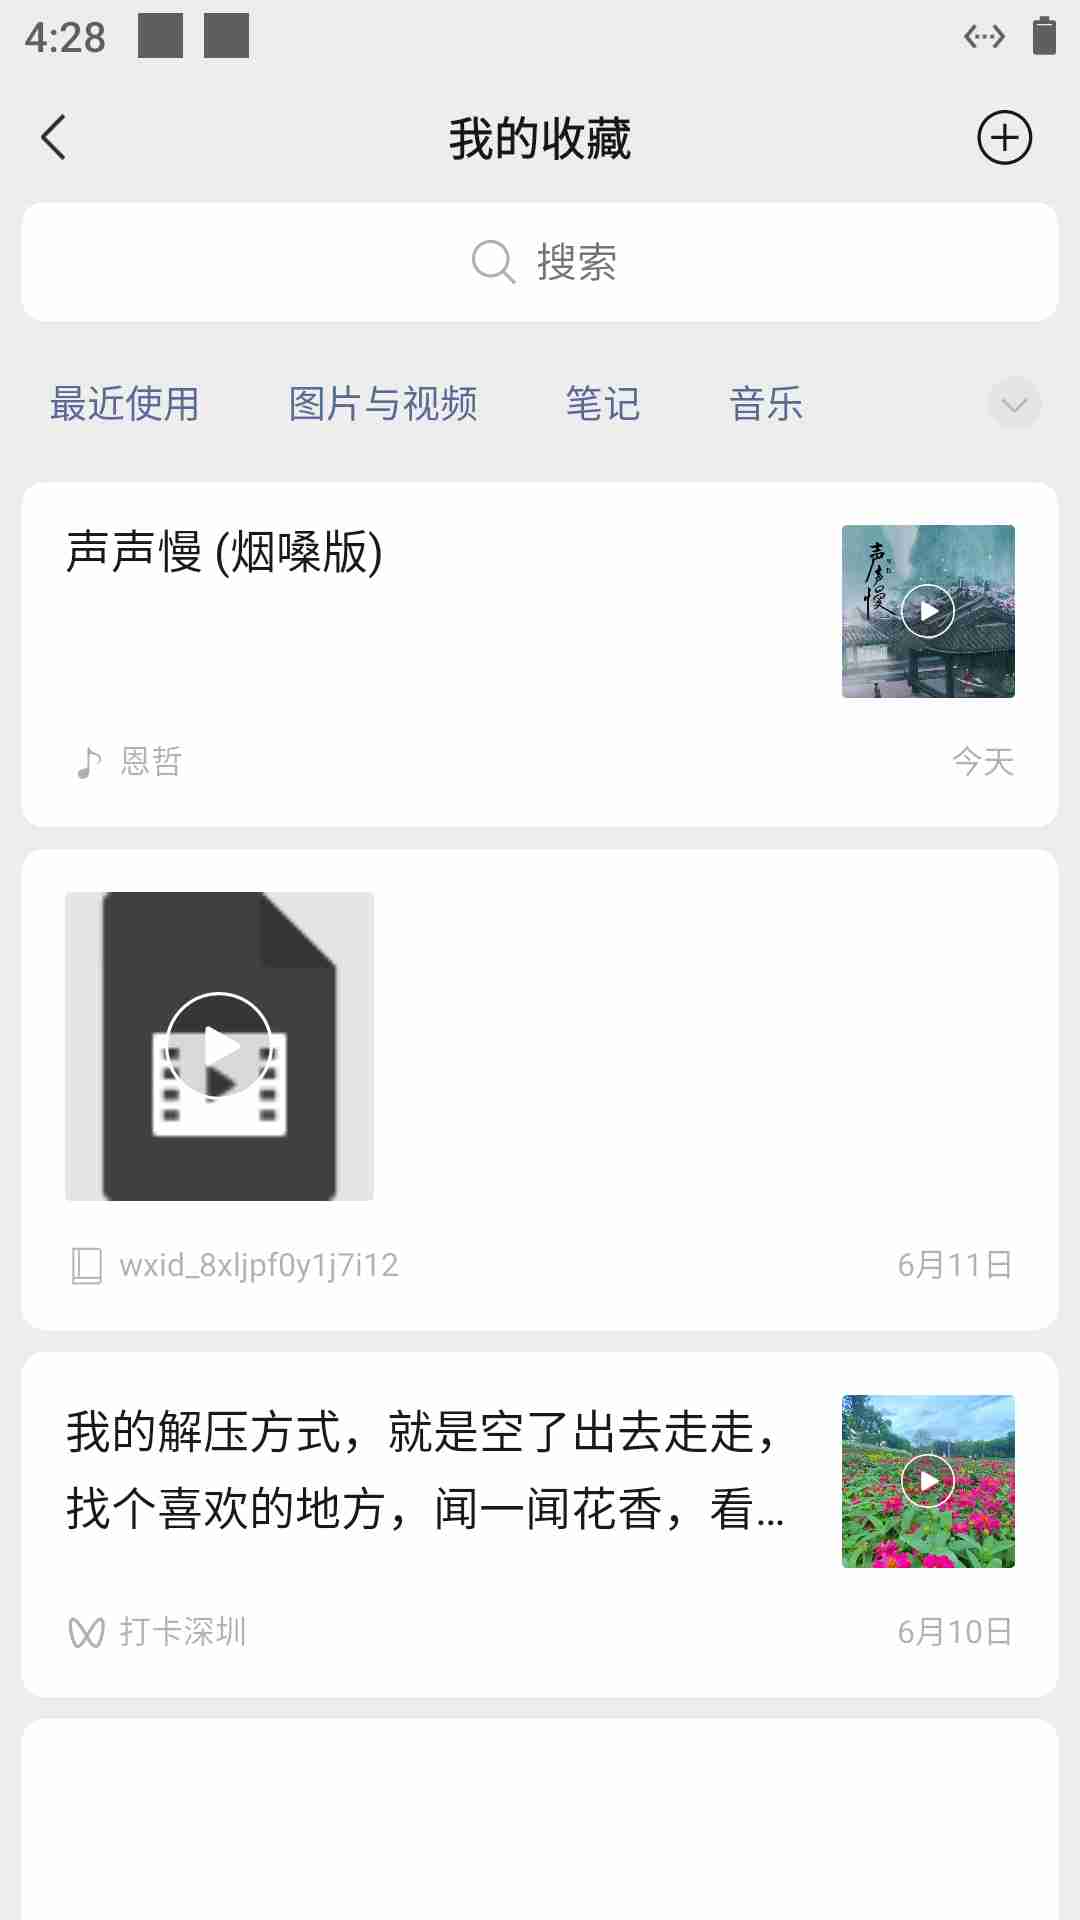 4:28
我的收藏
搜索
最近使用 图片与视频 笔记 音乐
声声慢 (烟嗓版)
声声慢
恩哲 今天
wxid_8xljpf0y1j7i12 6月11日
我的解压方式，就是空了出去走走，
找个喜欢的地方，闻一闻花香，看...
打卡深圳 6月10日